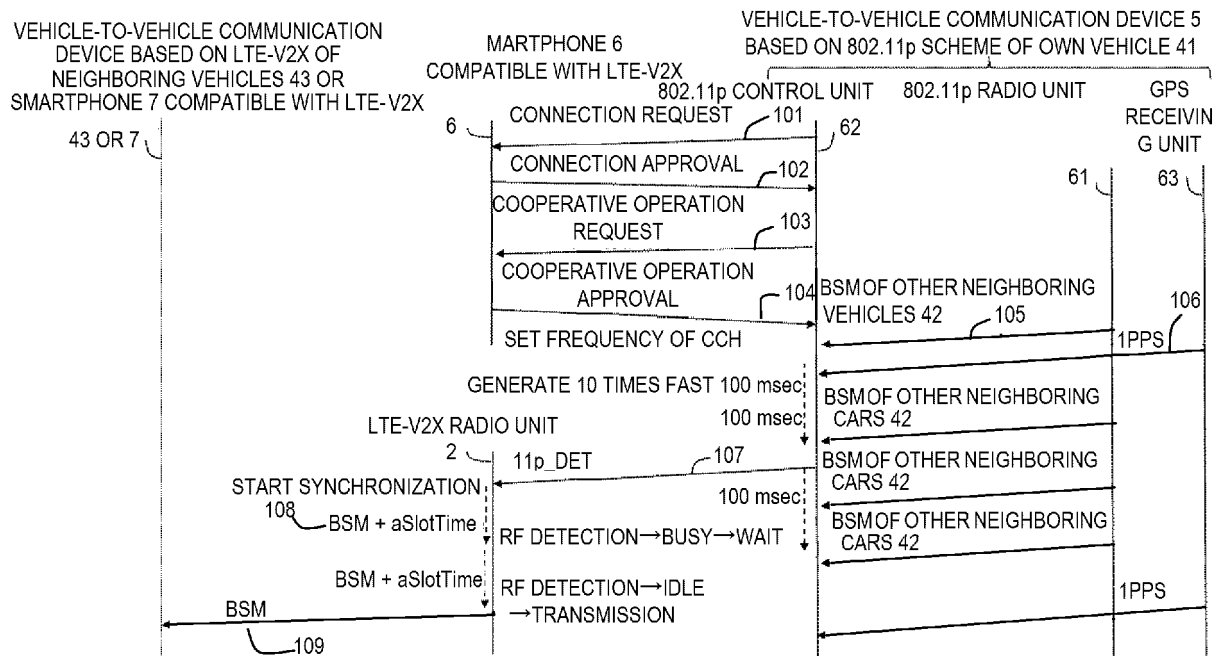 VEHICLE-TO-VEHICLE COMMUNICATION
DEVICE BASED ON LTE-V2X OF
NEIGHBORING VEHICLES 43 OR
SMARTPHONE 7 COMPATIBLE WITH LTE-V2X
43 OR 7
MARTPHONE 6
COMPATIBLE WITH LTE-V2X
VEHICLE-TO-VEHICLE COMMUNICATION DEVICE 5
BASED ON 802.11p SCHEME OF OWN VEHICLE 41
802.11p CONTROL UNIT
802.11p RADIO UNIT
GPS
RECEIVIN
G UNIT
6
CONNECTION REQUEST
101
62
CONNECTION APPROVAL
102
61
63
COOPERATIVE OPERATION
REQUEST
103
COOPERATIVE OPERATION
APPROVAL
104
BSM OF OTHER NEIGHBORING
VEHICLES 42
105
106
SET FREQUENCY OF CCH
1PPS
GENERATE 10 TIMES FAST 100 msec
100 msec
BSM OF OTHER NEIGHBORING
CARS 42
LTE-V2X RADIO UNIT
2
11p_DET
107
BSM OF OTHER NEIGHBORING
CARS 42
START SYNCHRONIZATION
100 msec
108
BSM + aSlotTime
RF DETECTION→BUSY→WAIT
BSM OF OTHER NEIGHBORING
CARS 42
BSM + aSlotTime
RF DETECTION→IDLE
→TRANSMISSION
BSM
109
1PPS